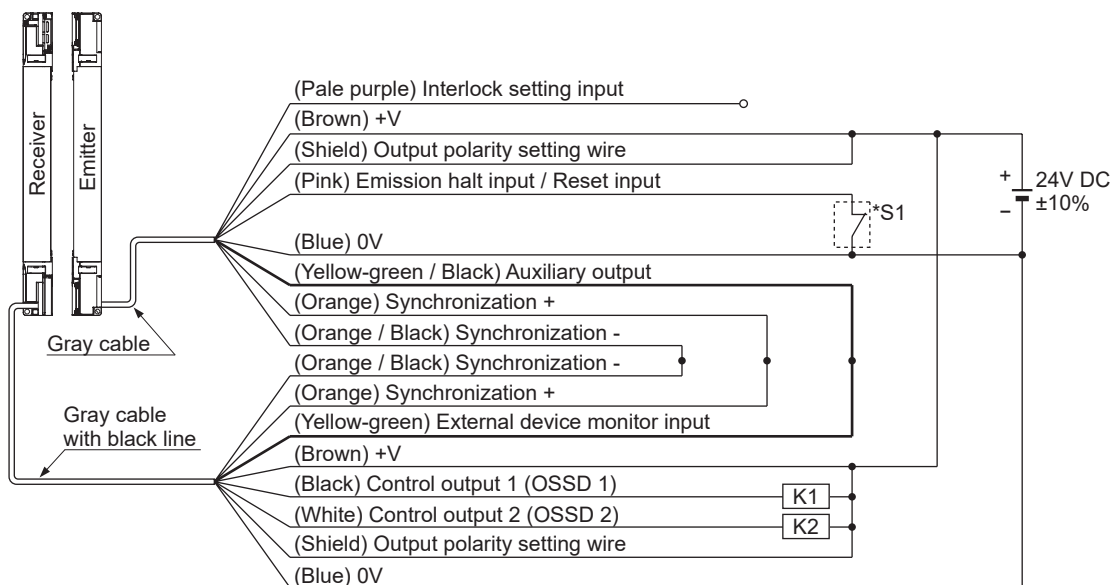 Receiver
Emitter
(Pale purple) Interlock setting input
(Brown) +V
(Shield) Output polarity setting wire
(Pink) Emission halt input / Reset input
*S1
+
−
24V DC
±10%
(Blue) 0V
(Yellow-green / Black) Auxiliary output
(Orange) Synchronization +
(Orange / Black) Synchronization -
Gray cable
(Orange / Black) Synchronization -
(Orange) Synchronization +
(Yellow-green) External device monitor input
Gray cable
with black line
(Brown) +V
(Black) Control output 1 (OSSD 1)
K1
(White) Control output 2 (OSSD 2)
K2
(Shield) Output polarity setting wire
(Blue) 0V